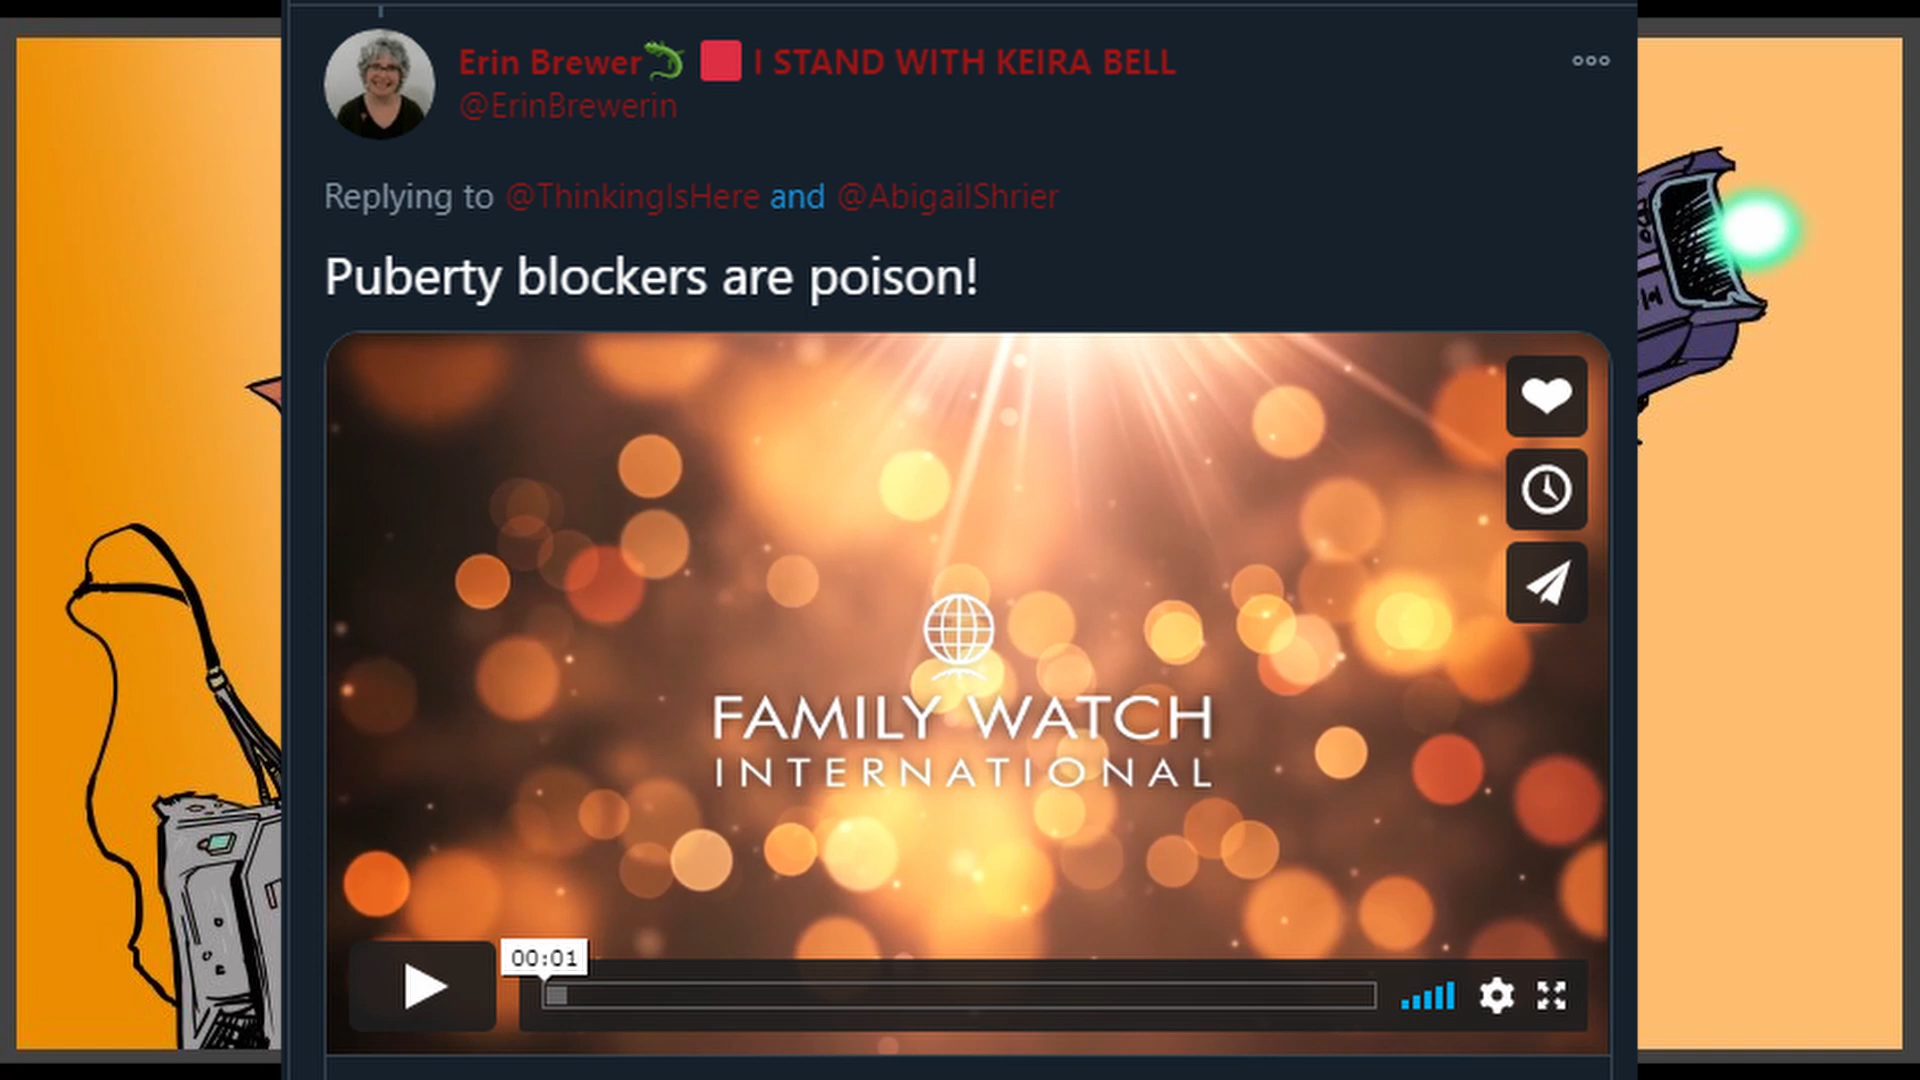 Erin Brewer🦎 🟥 I STAND WITH KEIRA BELL
@ErinBrewerin
Replying to @ThinkingIsHere and @AbigailShrier
Puberty blockers are poison!
FAMILY WATCH
INTERNATIONAL
00:01